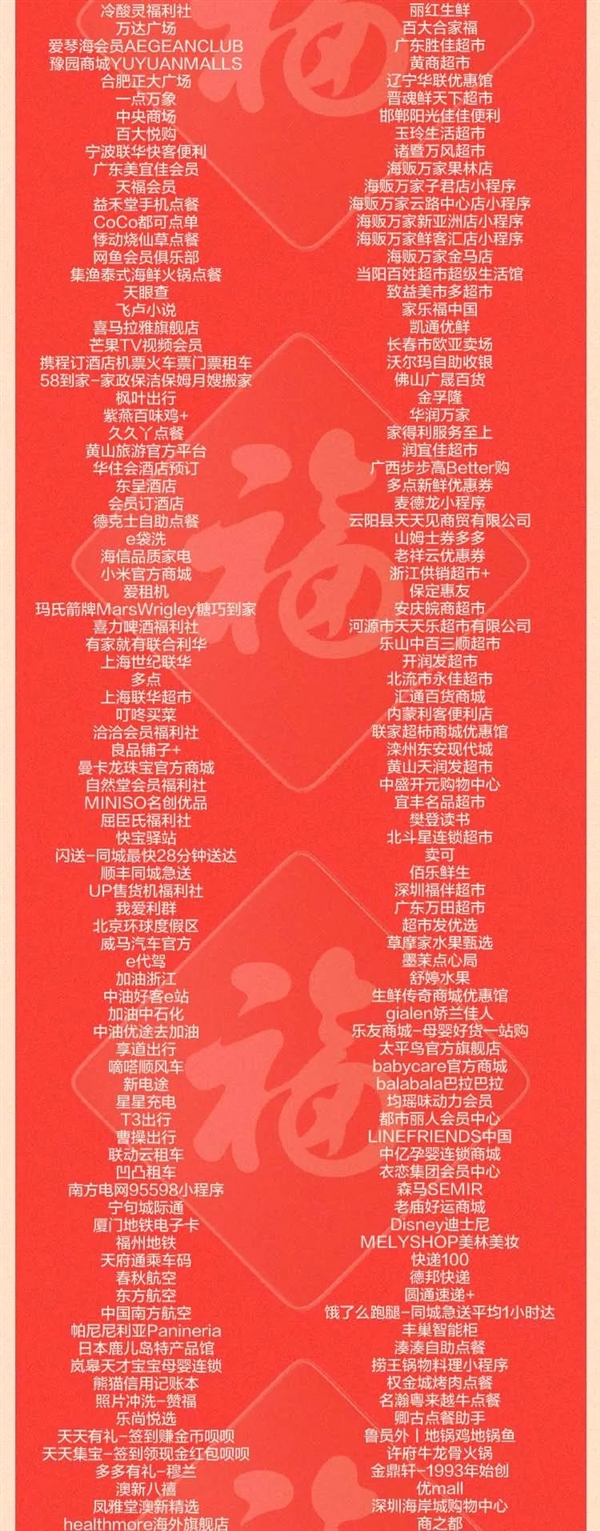 冷酸灵福利社
万达广场
爱琴海会员AEGEANCLUB
豫园商城YUYUANMALLS
合肥正大广场
一点万象
中央商场
百大悦购
宁波联华快客便利
广东美宜佳会员
天福会员
益禾堂手机点餐
CoCo都可点单
悸动烧仙草点餐
网鱼会员俱乐部
集渔泰式海鲜火锅点餐
天眼查
飞卢小说
喜马拉雅旗舰店
芒果TV视频会员
携程订酒店机票火车票门票租车
58到家-家政保洁保姆月嫂搬家
枫叶出行
紫燕百味鸡+
久久丫点餐
黄山旅游官方平台
华住会酒店预订
东呈酒店
会员订酒店
德克士自助点餐
e袋洗
海信品质家电
小米官方商城
爱租机
玛氏箭牌MarsWrigley糖巧到家
喜力啤酒福利社
有家就有联合利华
上海世纪联华
多点
上海联华超市
叮咚买菜
洽洽会员福利社
良品铺子+
曼卡龙珠宝官方商城
自然堂会员福利社
MINISO名创优品
屈臣氏福利社
快宝驿站
闪送-同城最快28分钟送达
顺丰同城急送
UP售货机福利社
我爱利群
北京环球度假区
威马汽车官方
e代驾
加油浙江
中油好客e站
加油中石化
中油优途去加油
享道出行
嘀嗒顺风车
新电途
星星充电
T3出行
曹操出行
联动云租车
凹凸租车
南方电网95598小程序
宁句城际通
厦门地铁电子卡
福州地铁
天府通乘车码
春秋航空
东方航空
中国南方航空
帕尼尼利亚Panineria
日本鹿儿岛特产品馆
岚皋天才宝宝母婴连锁
熊猫信用记账本
照片冲洗-赞福
乐尚悦选
天天有礼-签到赚金币呗呗
天天集宝-签到领现金红包呗呗
多多有礼-穆兰
澳新八禧
凤雅堂澳新精选
healthmore海外旗舰店
丽红生鲜
百大合家福
广东胜佳超市
黄商超市
辽宁华联优惠馆
晋魂鲜天下超市
邯郸阳光佳佳便利
玉玲生活超市
诸暨万风超市
海贩万家果林店
海贩万家子君店小程序
海贩万家云路中心店小程序
海贩万家新亚洲店小程序
海贩万家鲜客汇店小程序
海贩万家金马店
当阳百姓超市超级生活馆
致益美市多超市
家乐福中国
凯通优鲜
长春市欧亚卖场
沃尔玛自助收银
佛山广晟百货
金孚隆
华润万家
家得利服务至上
润宜佳超市
广西步步高Better购
多点新鲜优惠券
麦德龙小程序
云阳县天天见商贸有限公司
山姆士券多多
老祥云优惠券
浙江供销超市+
保定惠友
安庆皖商超市
河源市天天乐超市有限公司
乐山中百三顺超市
开润发超市
北流市永佳超市
汇通百货商城
内蒙利客便利店
联家超柿商城优惠馆
滦州东安现代城
黄山天润发超市
中盛开元购物中心
宜丰名品超市
樊登读书
北斗星连锁超市
卖可
佰乐鲜生
深圳福伴超市
广东万田超市
超市发优选
草摩家水果甄选
墨茉点心局
舒婷水果
生鲜传奇商城优惠馆
gialen娇兰佳人
乐友商城-母婴好货一站购
太平鸟官方旗舰店
babycare官方商城
balabala巴拉巴拉
均瑶味动力会员
都市丽人会员中心
LINEFRIENDS中国
中亿孕婴连锁商城
衣恋集团会员中心
森马SEMIR
老庙好运商城
Disney迪士尼
MELYSHOP美林美妆
快递100
德邦快递
圆通速递+
饿了么跑腿-同城急送平均1小时达
丰巢智能柜
湊湊自助点餐
捞王锅物料理小程序
权金城烤肉点餐
名瀚粵来越牛点餐
卿古点餐助手
鲁员外丨地锅鸡地锅鱼
许府牛龙骨火锅
金鼎轩-1993年始创
优mall
深圳海岸城购物中心
商之都